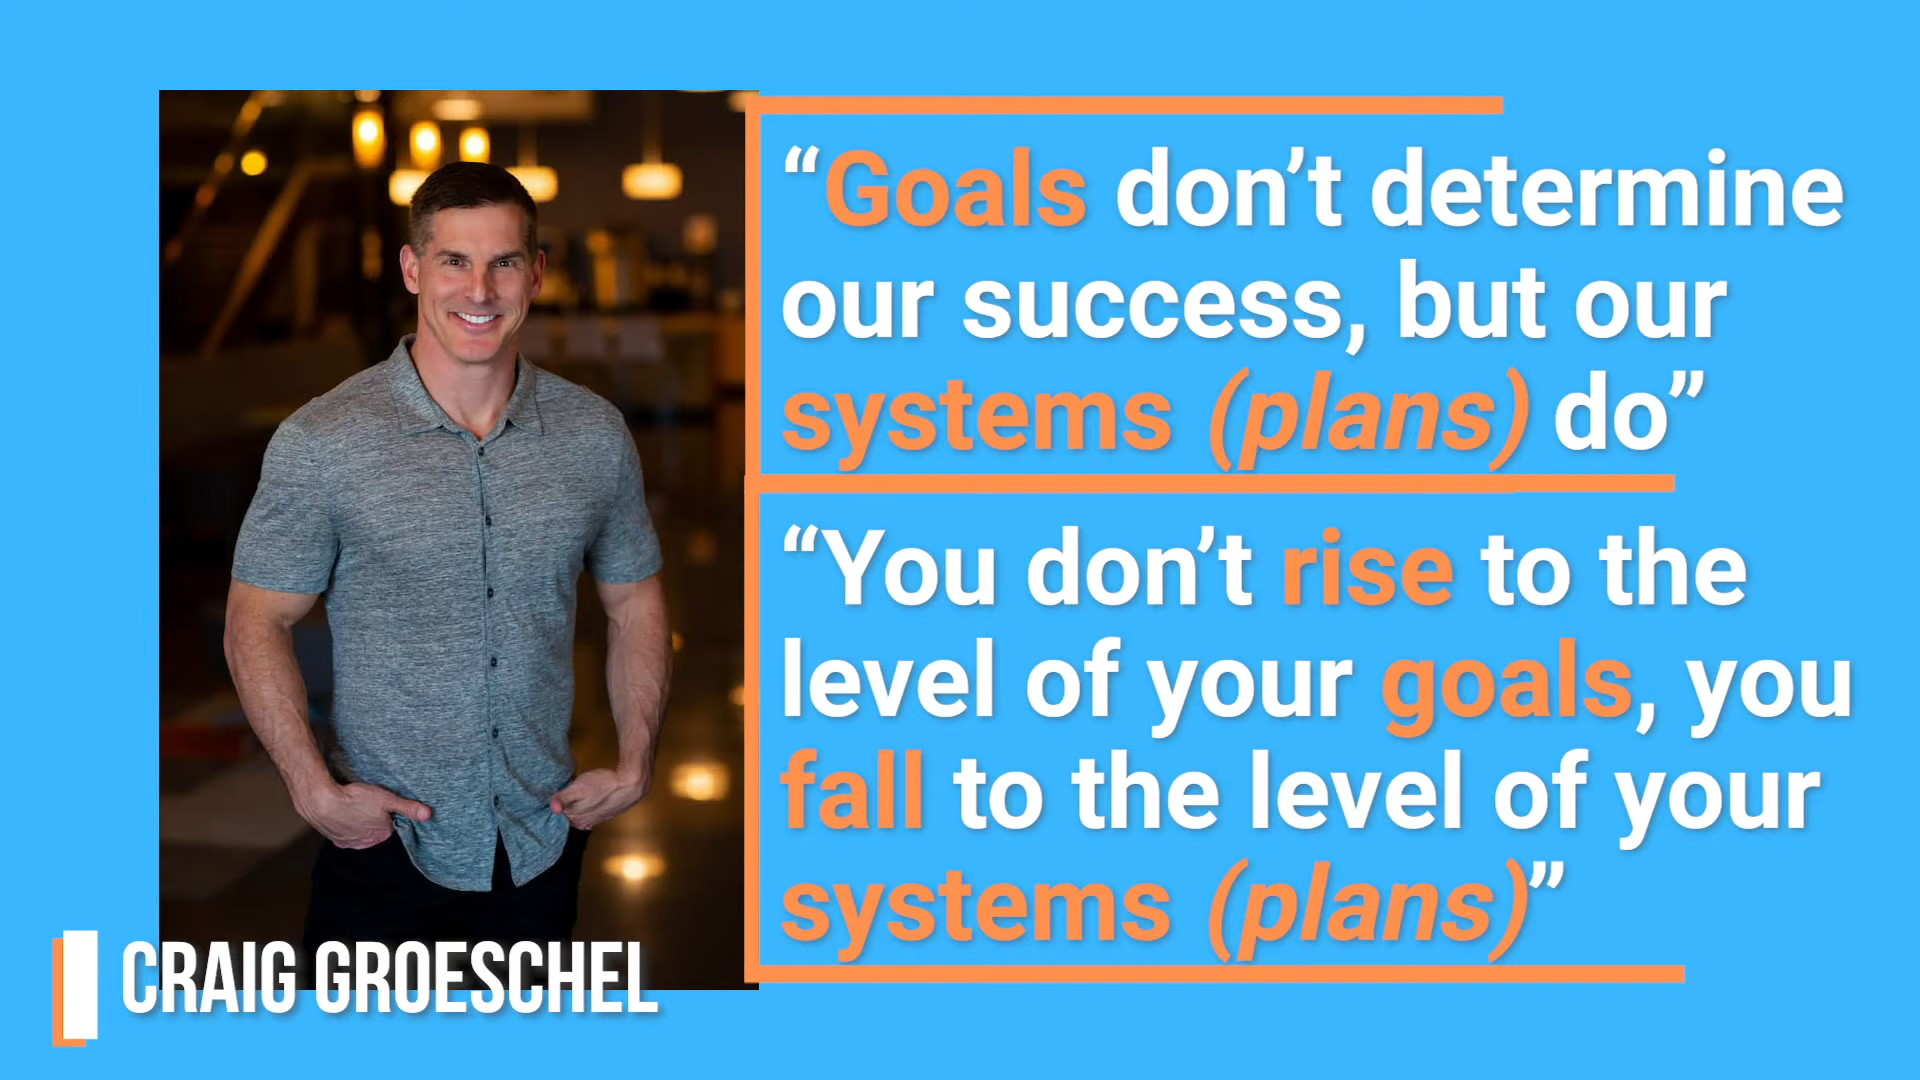 “Goals don’t determine
our success, but our
systems (plans) do”
“You don’t rise to the
level of your goals, you
fall to the level of your
systems (plans)”
CRAIG GROESCHEL